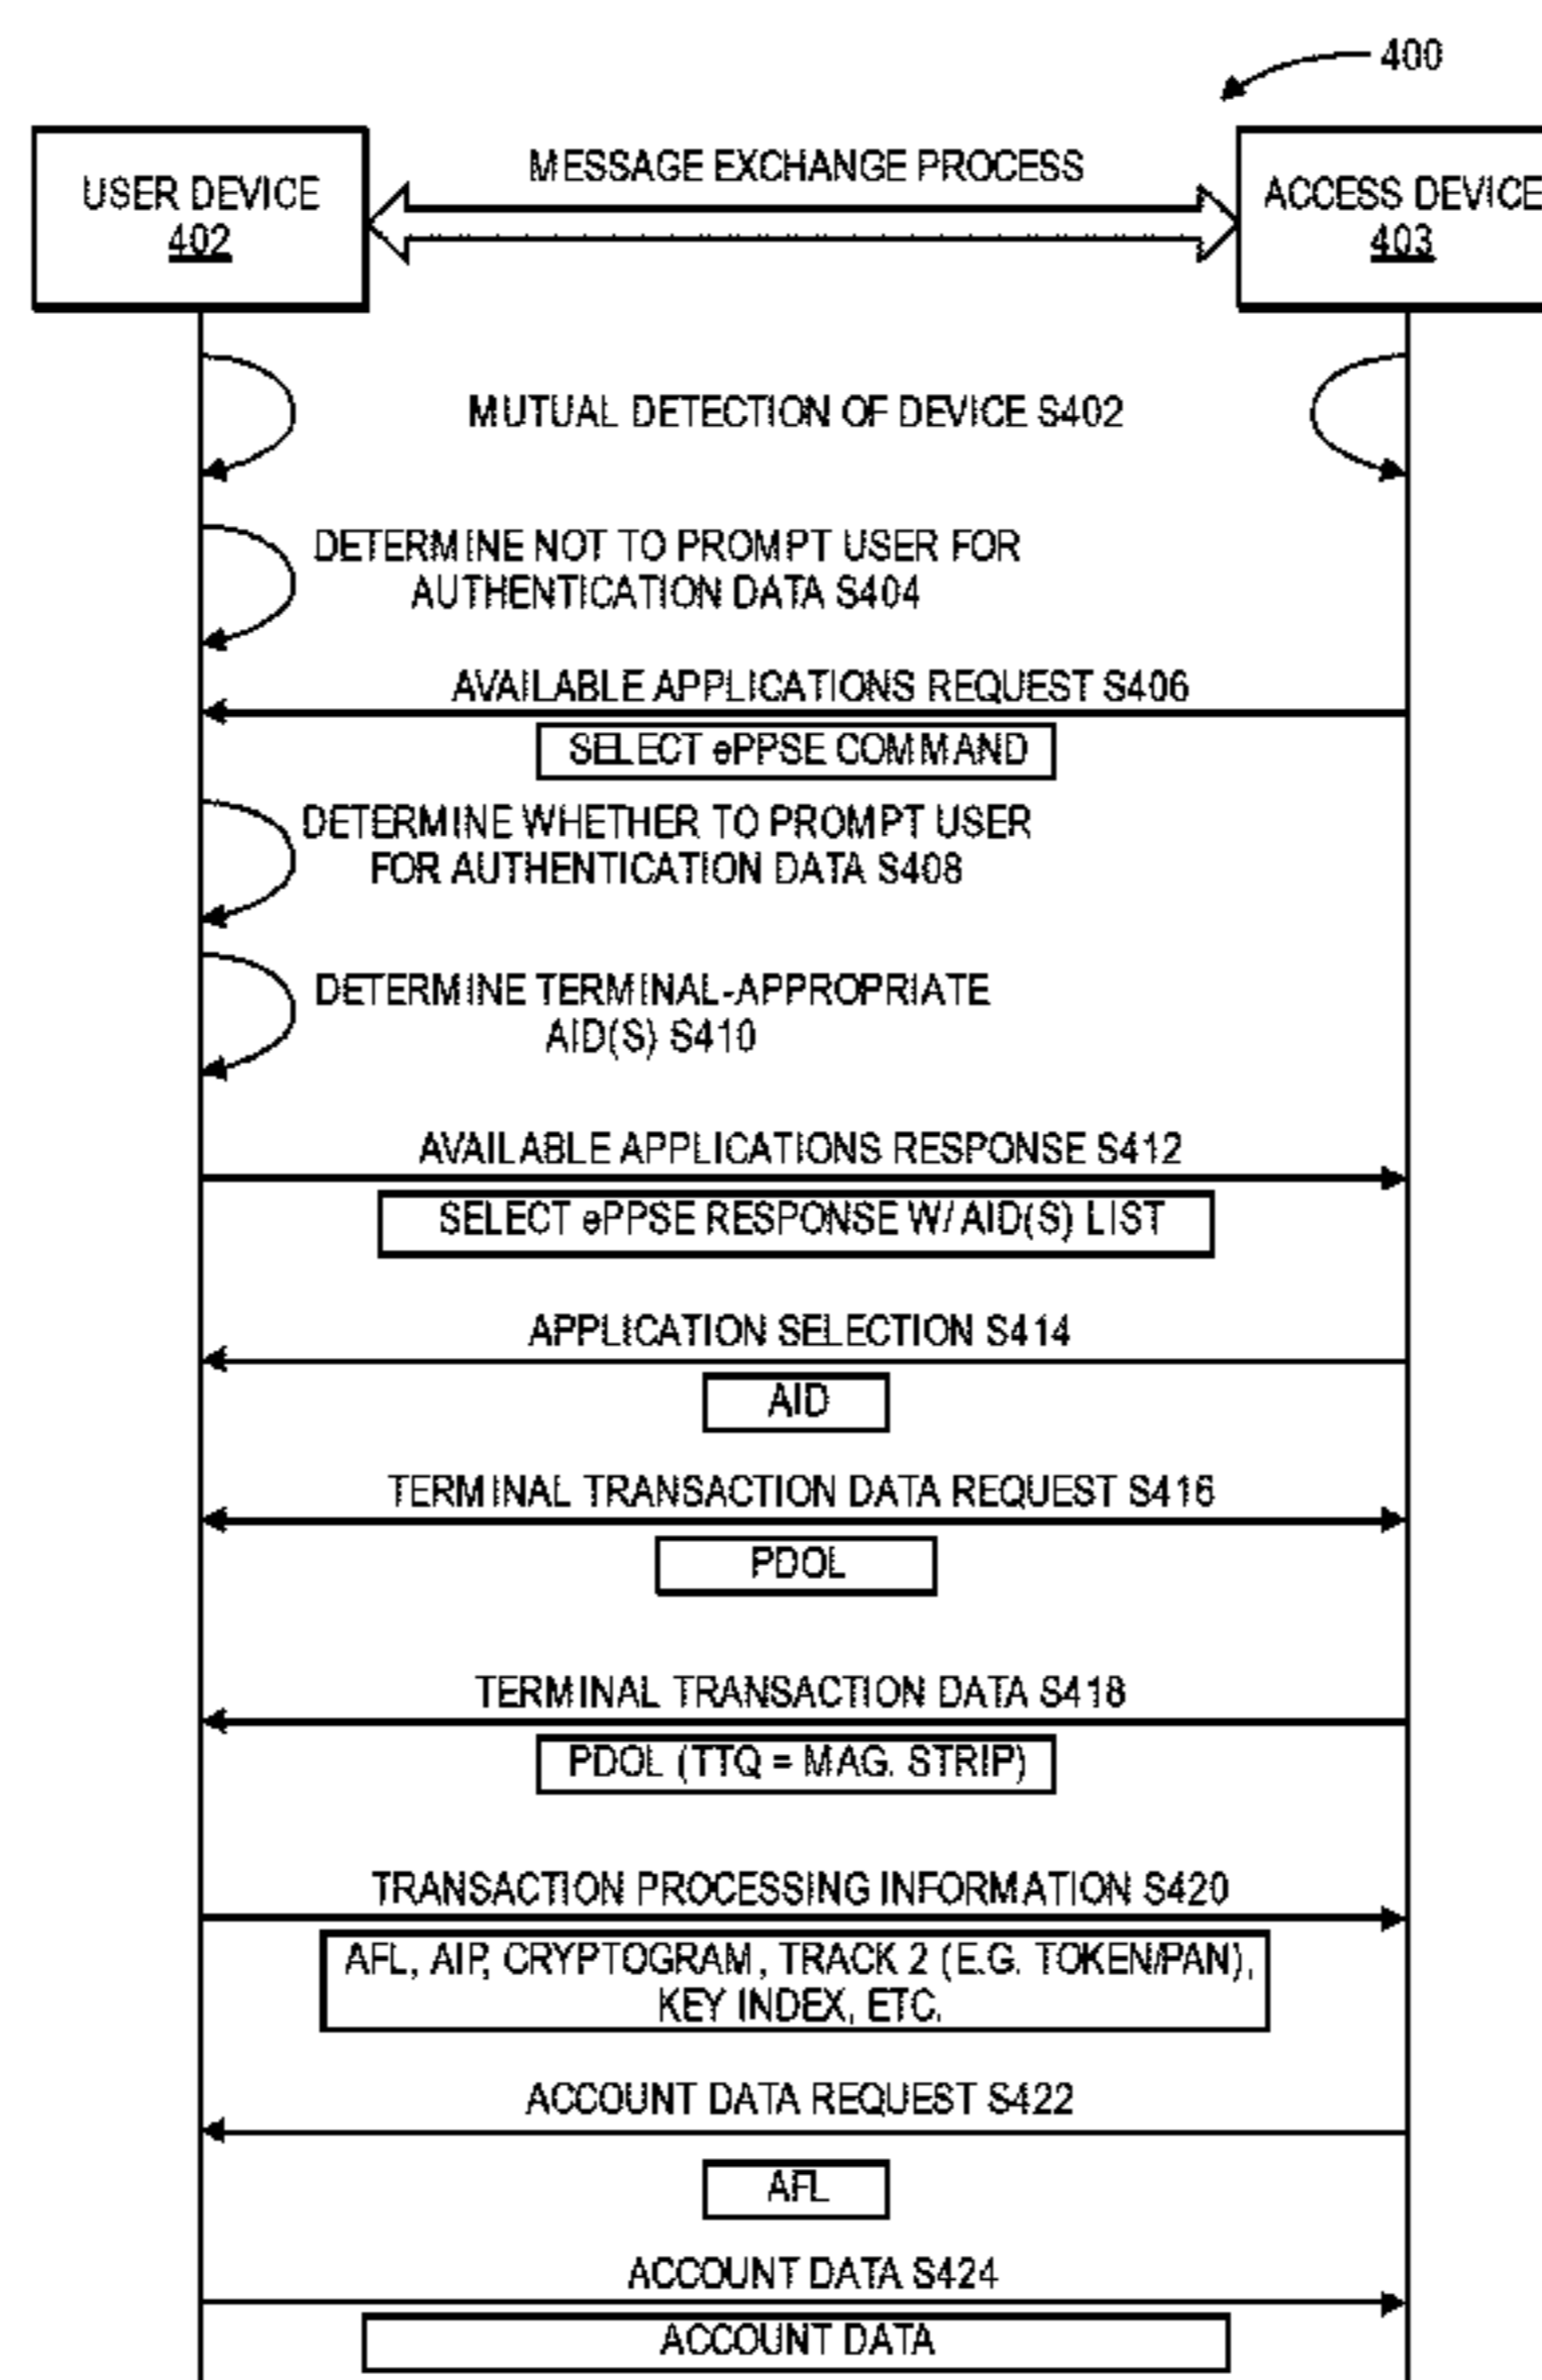 400
MESSAGE EXCHANGE PROCESS
USER DEVICE
402
ACCESS DEVICE
403
MUTUAL DETECTION OF DEVICE S402
DETERMINE NOT TO PROMPT USER FOR
AUTHENTICATION DATA S404
AVAILABLE APPLICATIONS REQUEST S406
SELECT ePPSE COMMAND
DETERMINE WHETHER TO PROMPT USER
FOR AUTHENTICATION DATA S408
DETERMINE TERMINAL-APPROPRIATE
AID(S) S410
AVAILABLE APPLICATIONS RESPONSE S412
SELECT ePPSE RESPONSE W/ AID(S) LIST
APPLICATION SELECTION S414
AID
TERMINAL TRANSACTION DATA REQUEST S416
PDOL
TERMINAL TRANSACTION DATA S418
PDOL (TTQ = MAG. STRIP)
TRANSACTION PROCESSING INFORMATION S420
AFL, AIP, CRYPTOGRAM, TRACK 2 (E.G. TOKEN/PAN),
KEY INDEX, ETC.
ACCOUNT DATA REQUEST S422
AFL
ACCOUNT DATA S424
ACCOUNT DATA